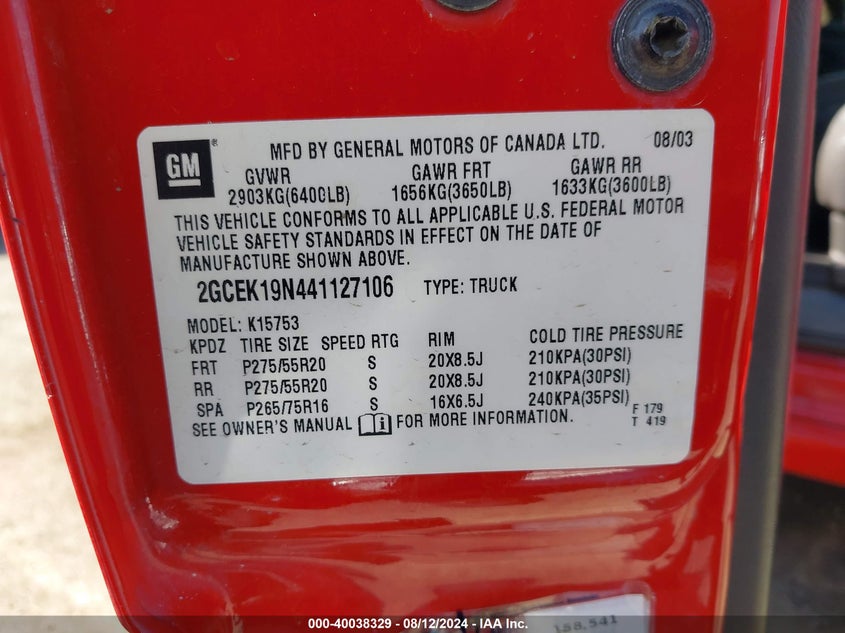 GM
MFD BY GENERAL MOTORS OF CANADA LTD. 08/03
GVWR GAWR FRT GAWR RR
2903KG(6400LB) 1656KG(3650LB) 1633KG(3600LB)
THIS VEHICLE CONFORMS TO ALL APPLICABLE U.S. FEDERAL MOTOR
VEHICLE SAFETY STANDARDS IN EFFECT ON THE DATE OF
MANUFACTURE SHOWN ABOVE.
2GCEK19N441127106 TYPE: TRUCK
MODEL: K15753
KPDZ TIRE SIZE SPEED RTG RIM COLD TIRE PRESSURE
FRT P275/55R20 S 20X8.5J 210KPA(30PSI)
RR P275/55R20 S 20X8.5J 210KPA(30PSI)
SPA P265/75R16 S 16X6.5J 240KPA(35PSI)
F 179
T 419
SEE OWNER'S MANUAL FOR MORE INFORMATION.
158,541
000-40038329 - 08/12/2024 - IAA Inc.